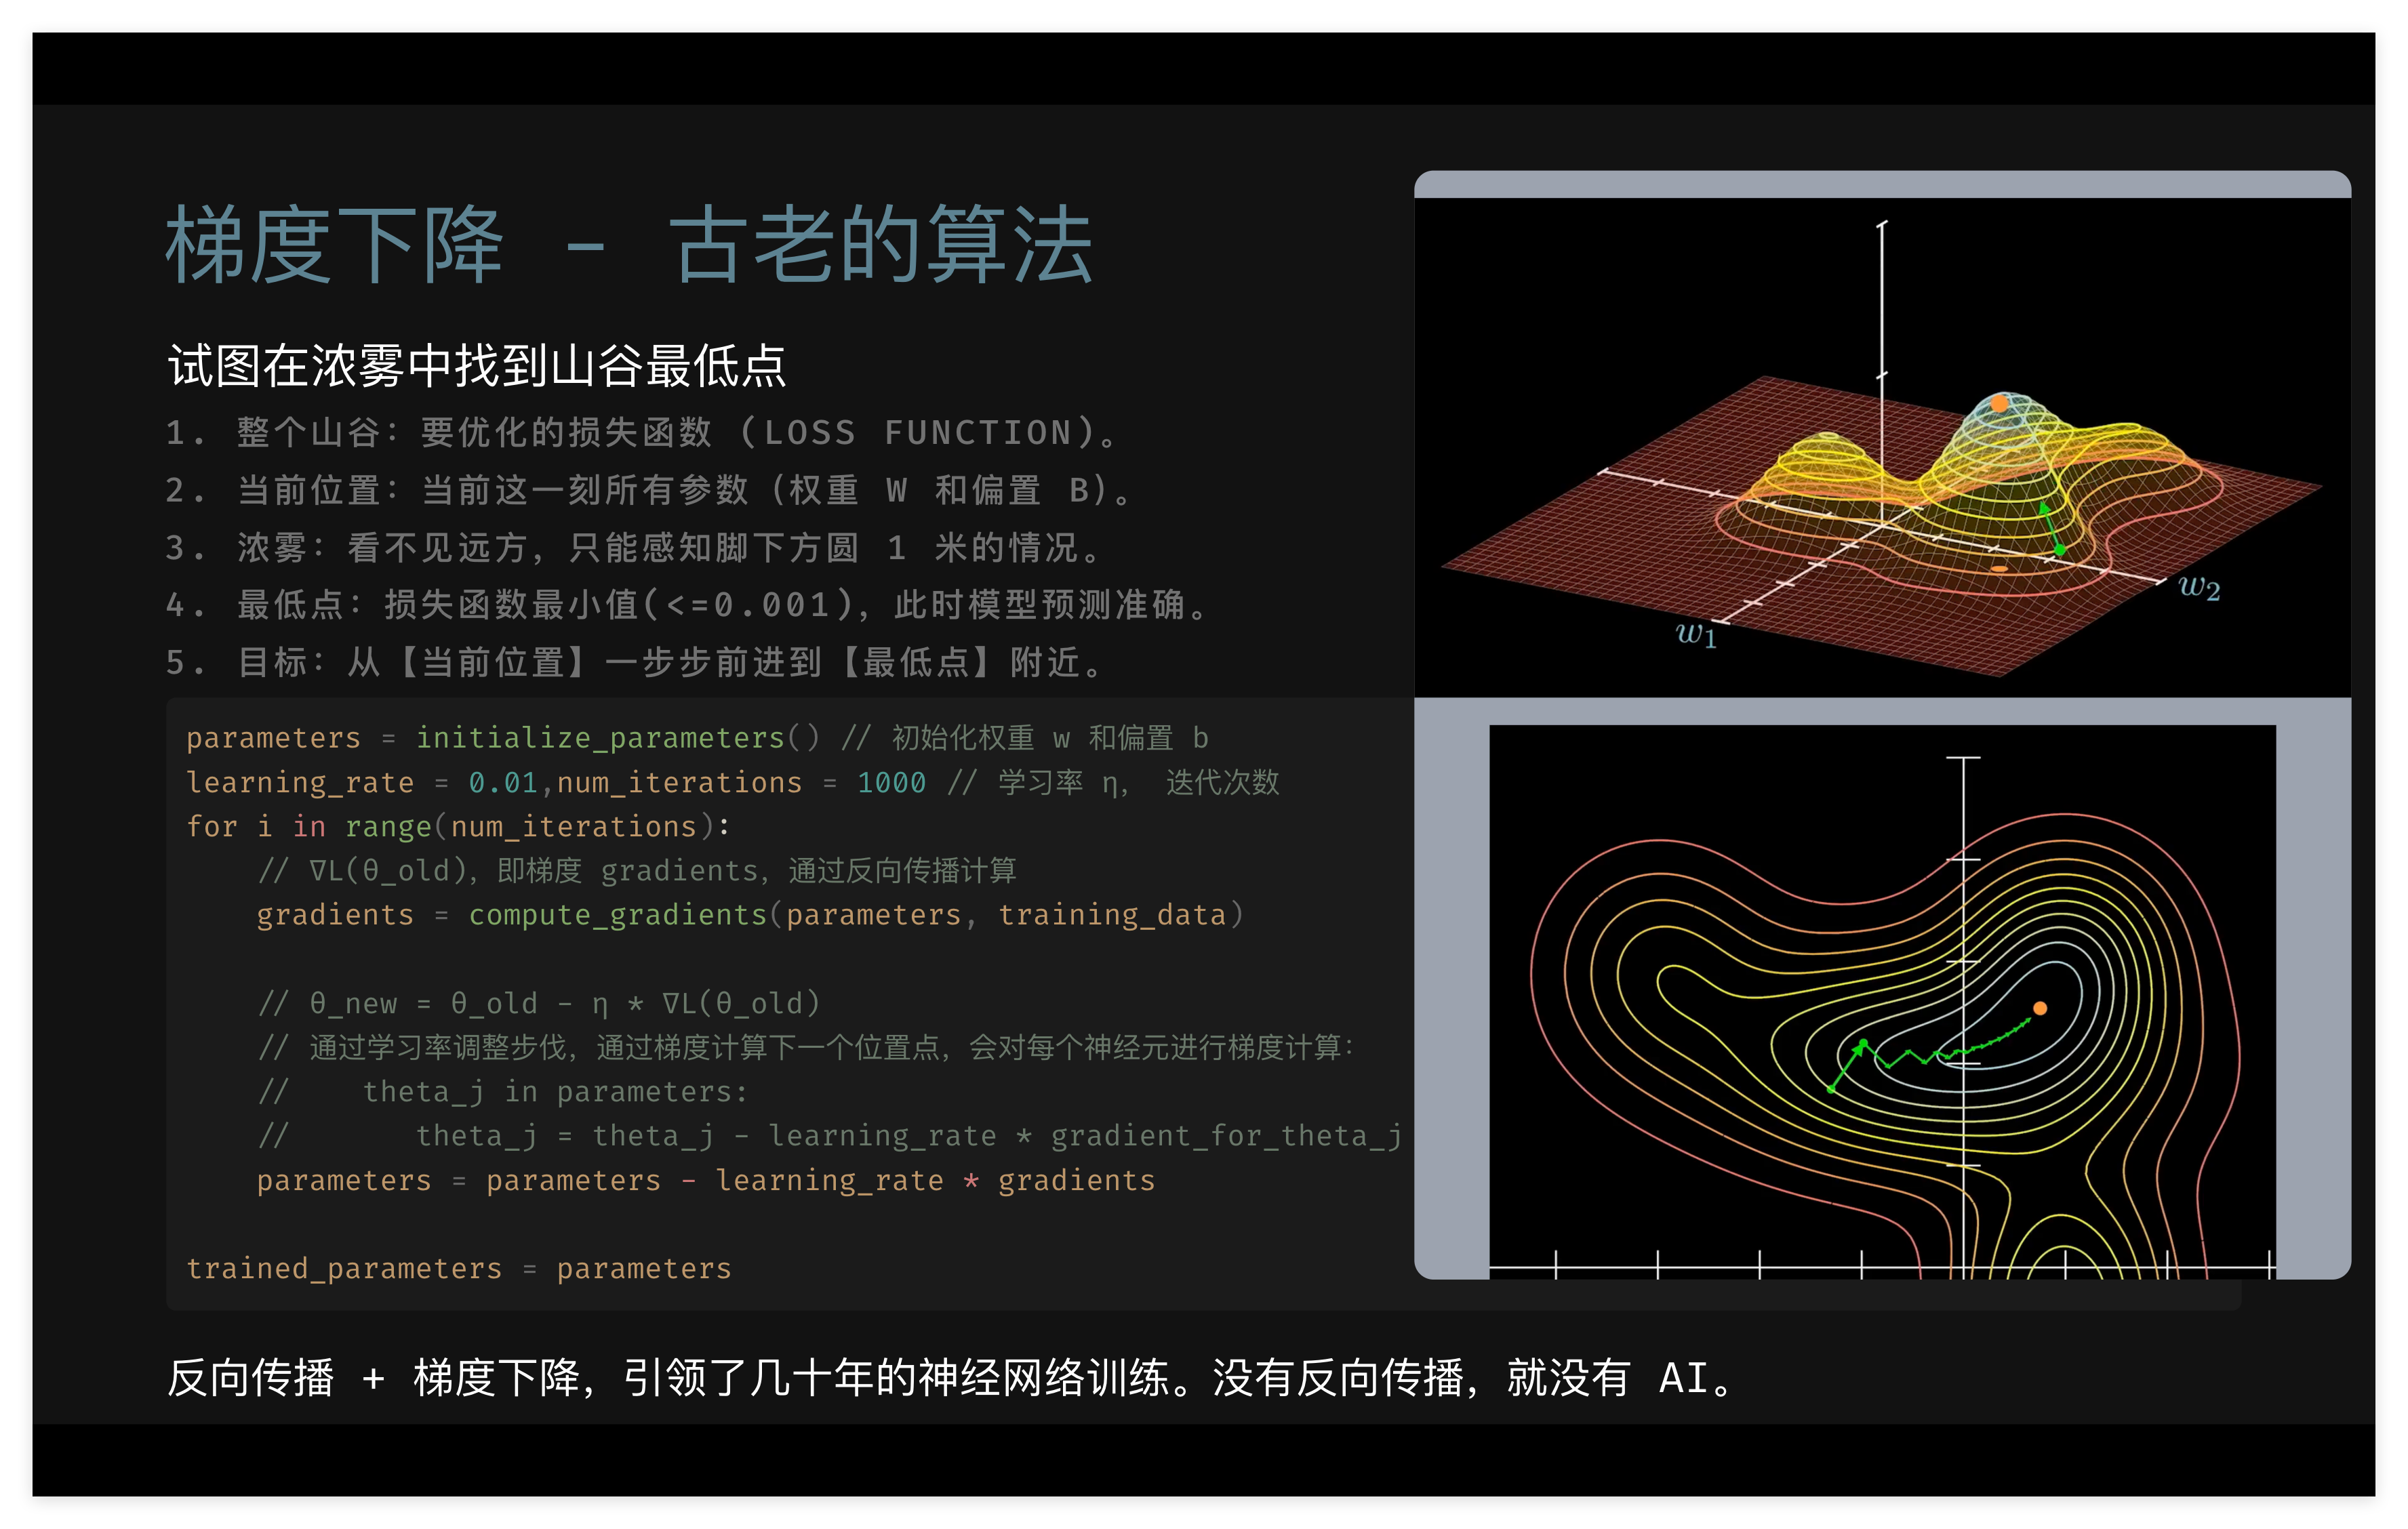 梯度下降 - 古老的算法
试图在浓雾中找到山谷最低点
1. 整个山谷：要优化的损失函数 (LOSS FUNCTION)。
2. 当前位置：当前这一刻所有参数（权重 W 和偏置 B）。
3. 浓雾：看不见远方，只能感知脚下方圆 1 米的情况。
4. 最低点：损失函数最小值(<=0.001)，此时模型预测准确。
5. 目标：从【当前位置】一步步前进到【最低点】附近。
parameters = initialize_parameters() // 初始化权重 w 和偏置 b
learning_rate = 0.01,num_iterations = 1000 // 学习率 η， 迭代次数
for i in range(num_iterations):
    // ∇L(θ_old)，即梯度 gradients，通过反向传播计算
    gradients = compute_gradients(parameters, training_data)
    // θ_new = θ_old - η * ∇L(θ_old)
    // 通过学习率调整步伐，通过梯度计算下一个位置点，会对每个神经元进行梯度计算：
    //    theta_j in parameters:
    //       theta_j = theta_j - learning_rate * gradient_for_theta_j
    parameters = parameters - learning_rate * gradients
trained_parameters = parameters
反向传播 + 梯度下降，引领了几十年的神经网络训练。没有反向传播，就没有 AI。
w₂
w₁